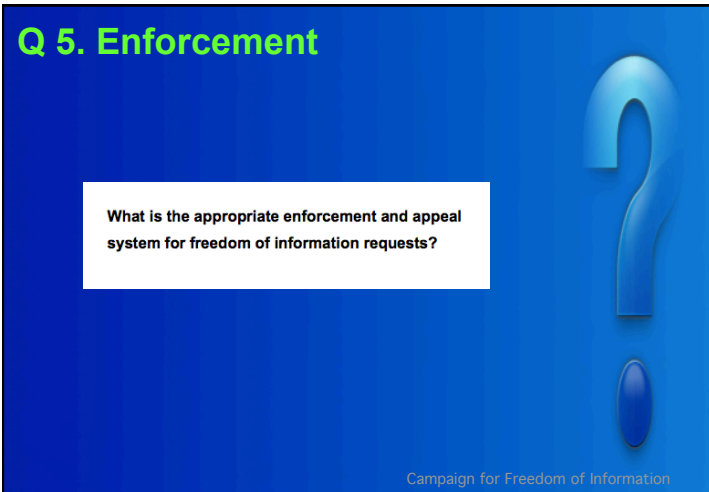 Q 5. Enforcement
What is the appropriate enforcement and appeal
system for freedom of information requests?
Campaign for Freedom of Information